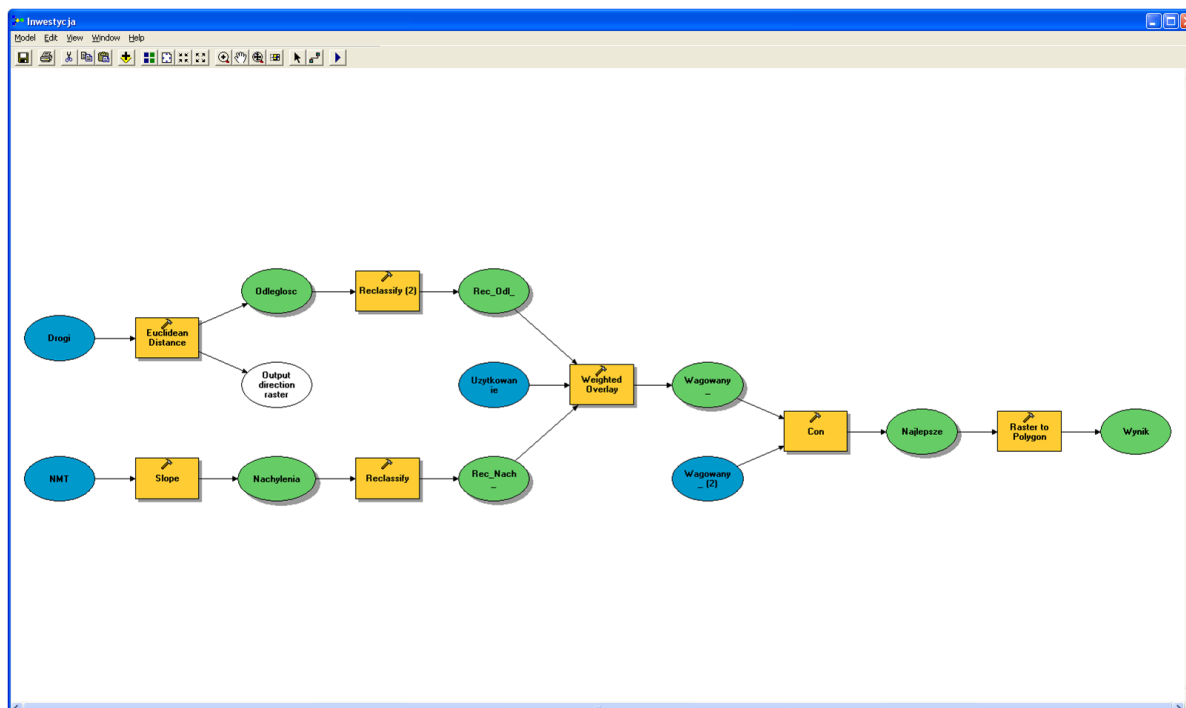 Inwestycja
Model Edit View Window Help
Odleglosc
Reclassify (2)
Rec_Odl_
Drogi
Euclidean
Distance
Output
direction
raster
Uzytkowan
ie
Weighted
Overlay
Wagowany
_
Con
Najlepsze
Raster to
Polygon
Wynik
NMT
Slope
Nachylenia
Reclassify
Rec_Nach
_
Wagowany
_ (2)